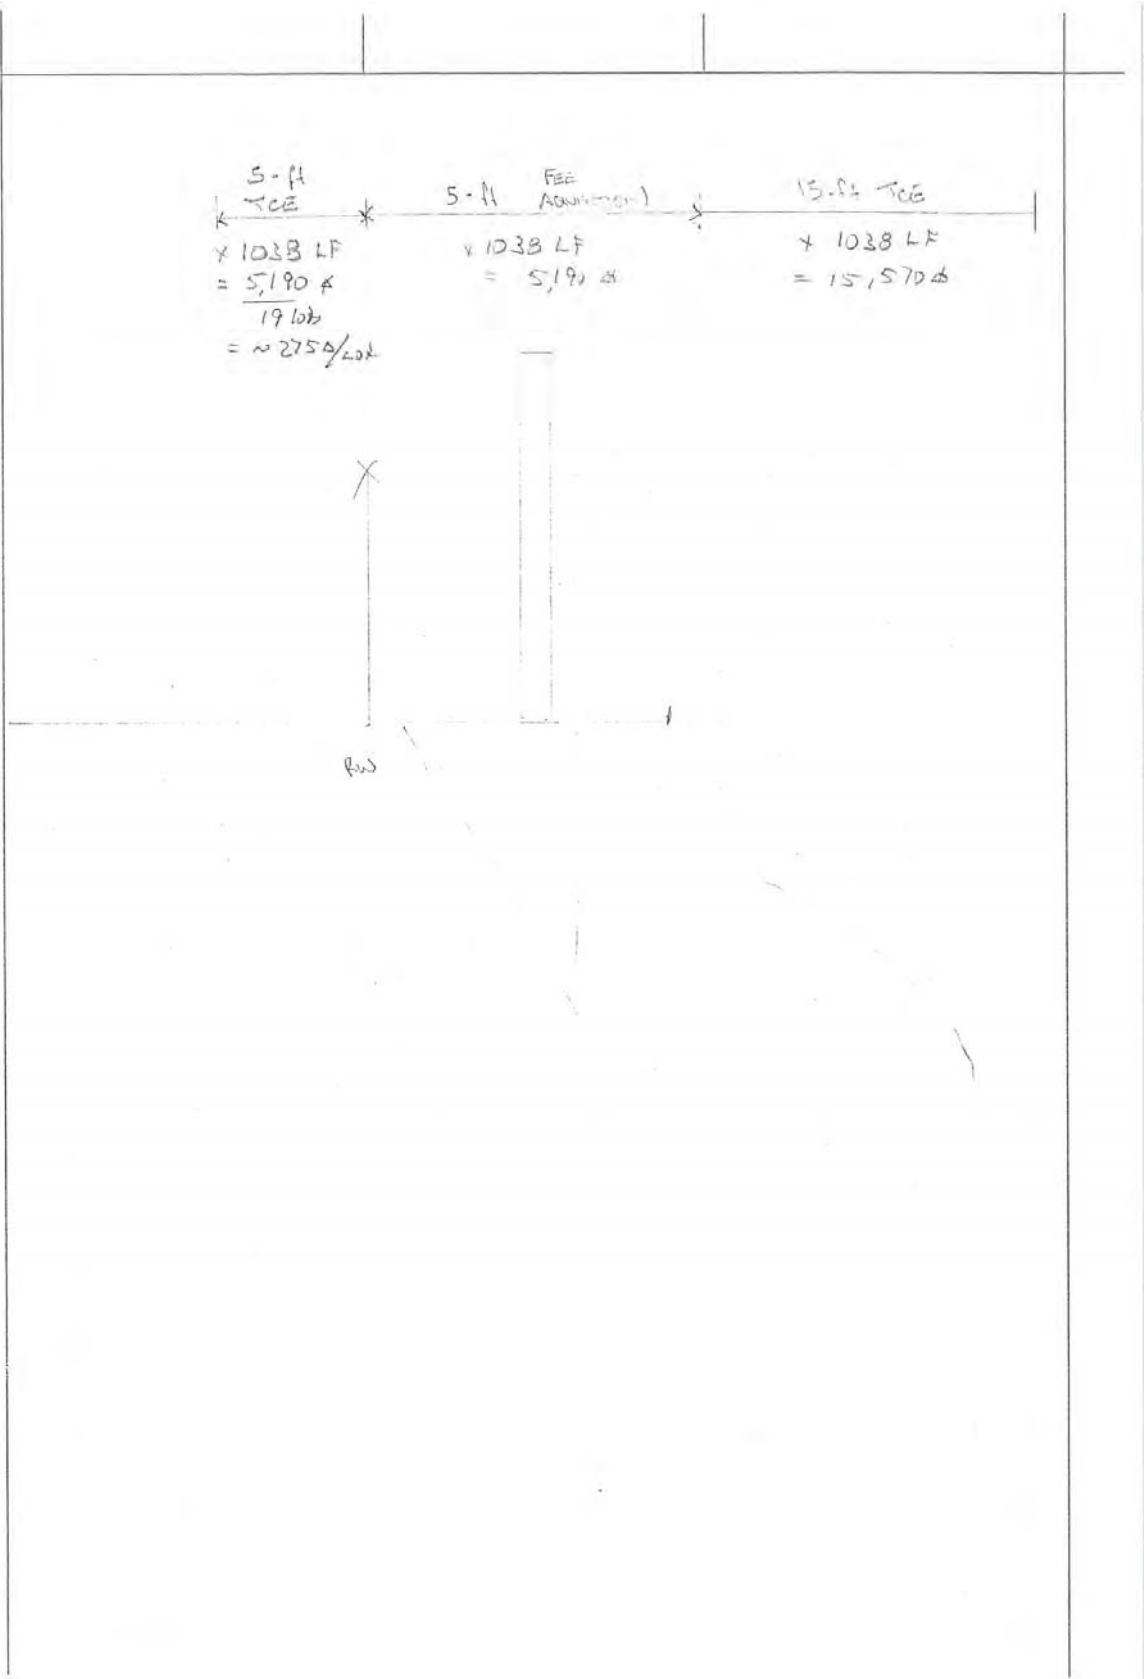 5-ft
TCE
x 1038 LF
= 5,190 ⌀
19 lots
= ~ 275 ⌀/LOT
5-ft FEE
ACQUISITION)
x 1038 LF
= 5,190 ⌀
15-ft TCE
x 1038 LF
= 15,570 ⌀
RW